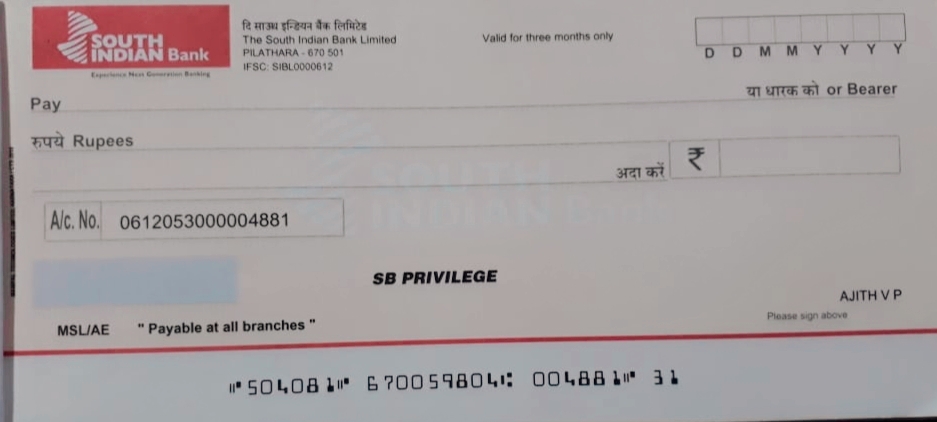 SOUTH
INDIAN Bank
Experience Next Generation Banking
दि साउथ इन्डियन बैंक लिमिटेड
The South Indian Bank Limited
PILATHARA - 670 501
IFSC: SIBL0000612
Valid for three months only
D D M M Y Y Y Y
Pay
या धारक को or Bearer
रुपये Rupees
अदा करें ₹
A/c. No. 0612053000004881
SB PRIVILEGE
AJITH V P
Please sign above
MSL/AE " Payable at all branches "
⑈504081⑈ 670059804⑆ 004881⑈ 31